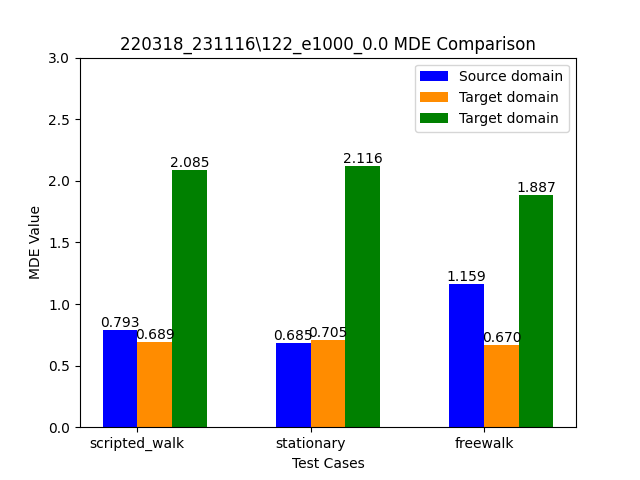 220318_231116\122_e1000_0.0 MDE Comparison
3.0
2.5
2.0
1.5
1.0
0.5
0.0
MDE Value
Source domain
Target domain
Target domain
0.793
0.689
2.085
0.685
0.705
2.116
1.159
0.670
1.887
scripted_walk
stationary
freewalk
Test Cases